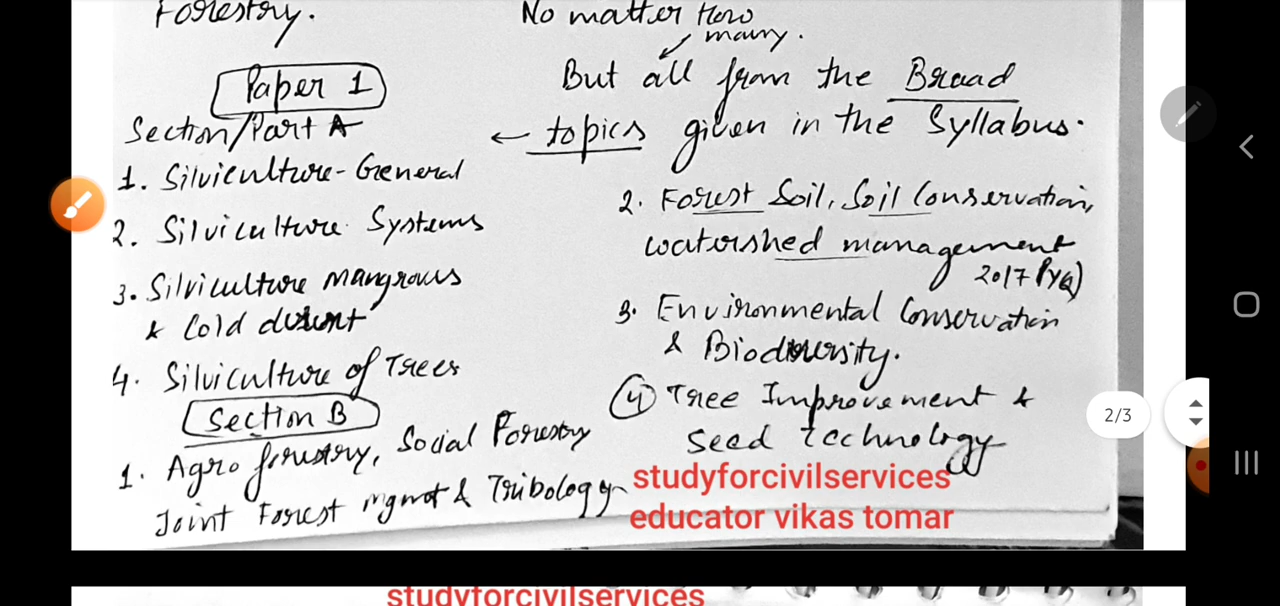 Forestry.
No matter How
many.
Paper 1
Section/Part A
1. Silviculture-General
2. Silviculture Systems
3. Silviculture mangroves
& Cold desert
4. Silviculture of Trees
But all from the Broad
← topics given in the Syllabus.
Section B
1. Agro forestry, Social Forestry
Joint Forest mgmt & Tribology
2. Forest Soil, Soil Conservation,
watershed management
2017 PYQ)
3. Environmental Conservation
& Biodiversity.
4 Tree Improvement &
Seed technology
studyforcivilservices
educator vikas tomar
2/3
studyforcivilservices